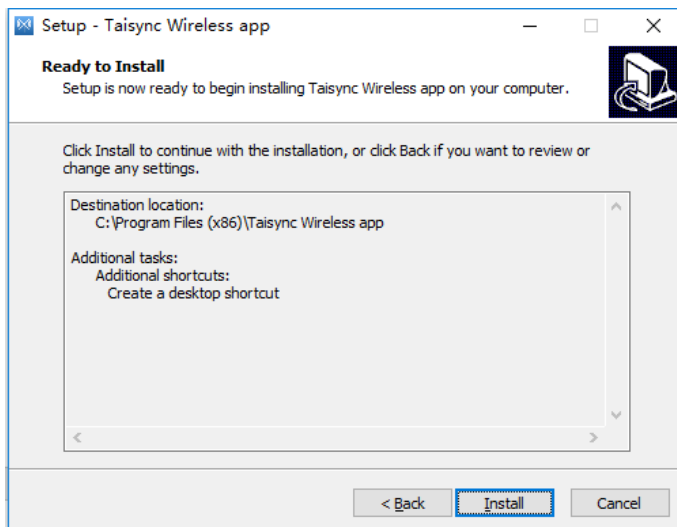 Setup - Taisync Wireless app
Ready to Install
Setup is now ready to begin installing Taisync Wireless app on your computer.
Click Install to continue with the installation, or click Back if you want to review or
change any settings.
Destination location:
C:\Program Files (x86)\Taisync Wireless app
Additional tasks:
Additional shortcuts:
Create a desktop shortcut
< Back
Install
Cancel